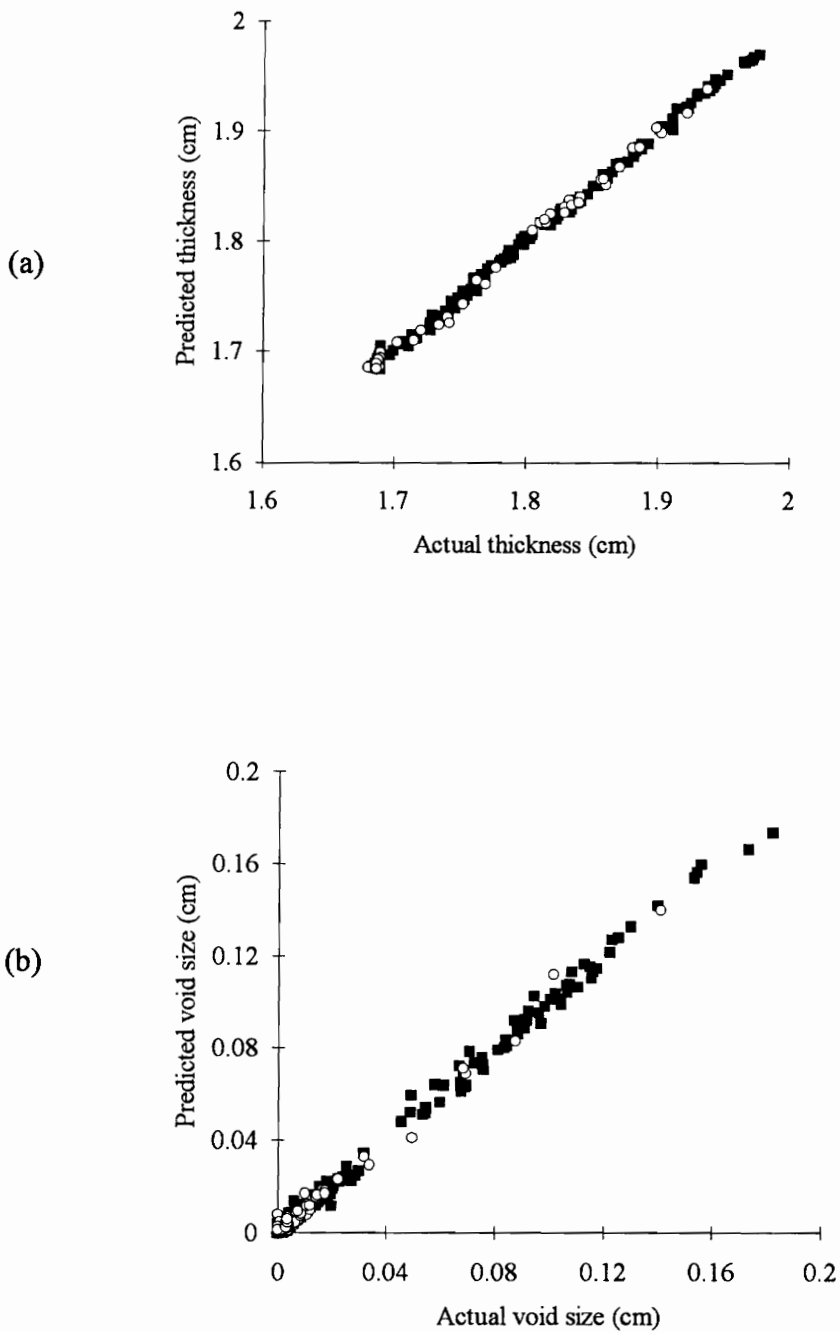 (a)
Predicted thickness (cm)
2
1.9
1.8
1.7
1.6
1.6 1.7 1.8 1.9 2
Actual thickness (cm)
(b)
Predicted void size (cm)
0.2
0.16
0.12
0.08
0.04
0
0 0.04 0.08 0.12 0.16 0.2
Actual void size (cm)